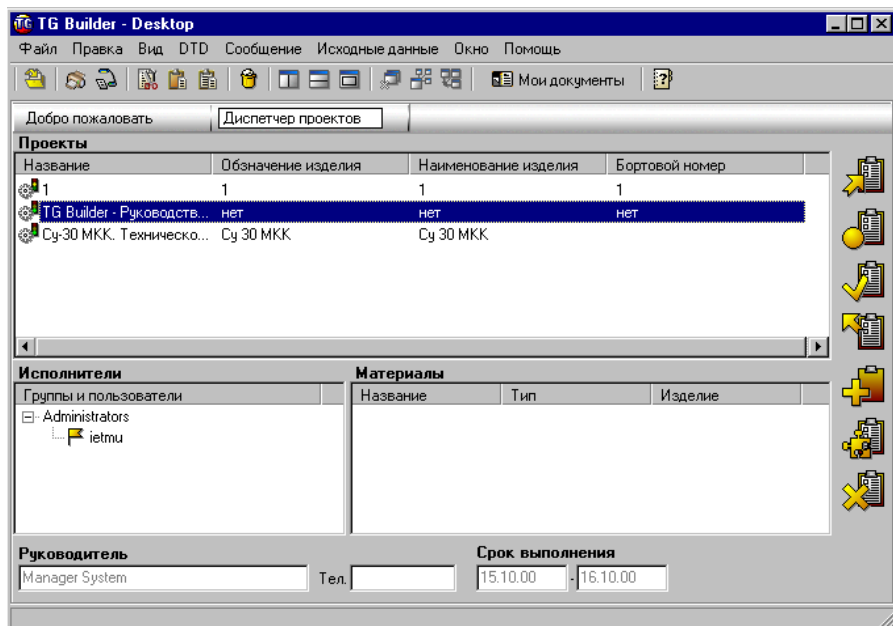 TG Builder - Desktop
Файл Правка Вид DTD Сообщение Исходные данные Окно Помощь
Мои документы
Добро пожаловать Диспетчер проектов
Проекты
Название Обзначение изделия Наименование изделия Бортовой номер
1 1 1 1
TG Builder - Руководств... нет нет нет
Су-30 МКК. Техническо... Су 30 МКК Су 30 МКК
Исполнители Материалы
Группы и пользователи Название Тип Изделие
Administrators
ietmu
Руководитель Срок выполнения
Manager System Тел. 15.10.00 - 16.10.00